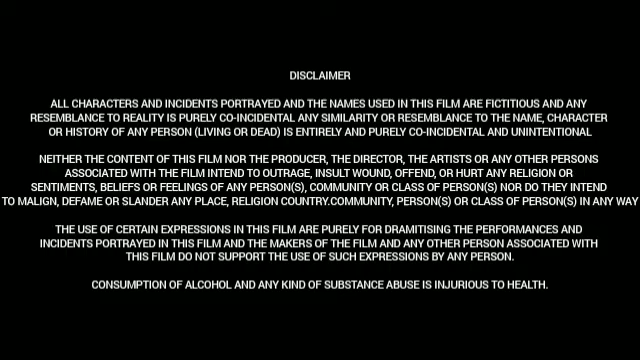 DISCLAIMER
ALL CHARACTERS AND INCIDENTS PORTRAYED AND THE NAMES USED IN THIS FILM ARE FICTITIOUS AND ANY
RESEMBLANCE TO REALITY IS PURELY CO-INCIDENTAL ANY SIMILARITY OR RESEMBLANCE TO THE NAME, CHARACTER
OR HISTORY OF ANY PERSON (LIVING OR DEAD) IS ENTIRELY AND PURELY CO-INCIDENTAL AND UNINTENTIONAL
NEITHER THE CONTENT OF THIS FILM NOR THE PRODUCER, THE DIRECTOR, THE ARTISTS OR ANY OTHER PERSONS
ASSOCIATED WITH THE FILM INTEND TO OUTRAGE, INSULT WOUND, OFFEND, OR HURT ANY RELIGION OR
SENTIMENTS, BELIEFS OR FEELINGS OF ANY PERSON(S), COMMUNITY OR CLASS OF PERSON(S) NOR DO THEY INTEND
TO MALIGN, DEFAME OR SLANDER ANY PLACE, RELIGION COUNTRY.COMMUNITY, PERSON(S) OR CLASS OF PERSON(S) IN ANY WAY
THE USE OF CERTAIN EXPRESSIONS IN THIS FILM ARE PURELY FOR DRAMITISING THE PERFORMANCES AND
INCIDENTS PORTRAYED IN THIS FILM AND THE MAKERS OF THE FILM AND ANY OTHER PERSON ASSOCIATED WITH
THIS FILM DO NOT SUPPORT THE USE OF SUCH EXPRESSIONS BY ANY PERSON.
CONSUMPTION OF ALCOHOL AND ANY KIND OF SUBSTANCE ABUSE IS INJURIOUS TO HEALTH.